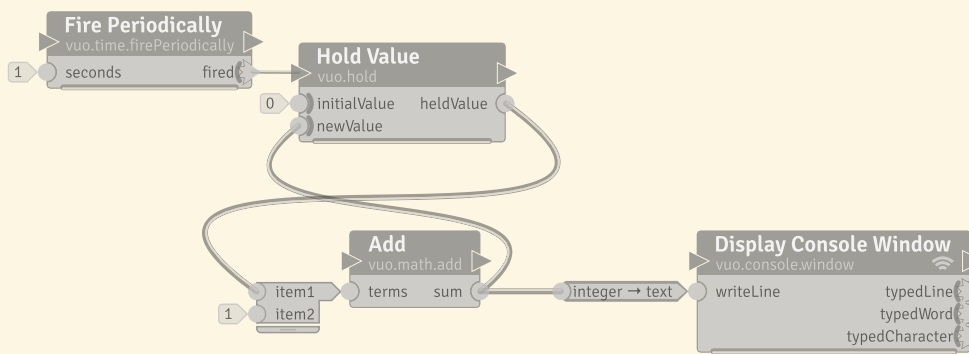 Fire Periodically
vuo.time.firePeriodically
1 seconds fired
Hold Value
vuo.hold
0 initialValue heldValue
newValue
Add
vuo.math.add
item1 terms sum integer → text
1 item2
Display Console Window
vuo.console.window
writeLine typedLine
typedWord
typedCharacter